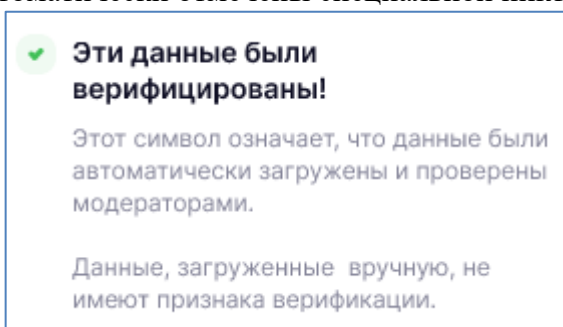 Эти данные были
верифицированы!
Этот символ означает, что данные были
автоматически загружены и проверены
модераторами.
Данные, загруженные  вручную, не
имеют признака верификации.